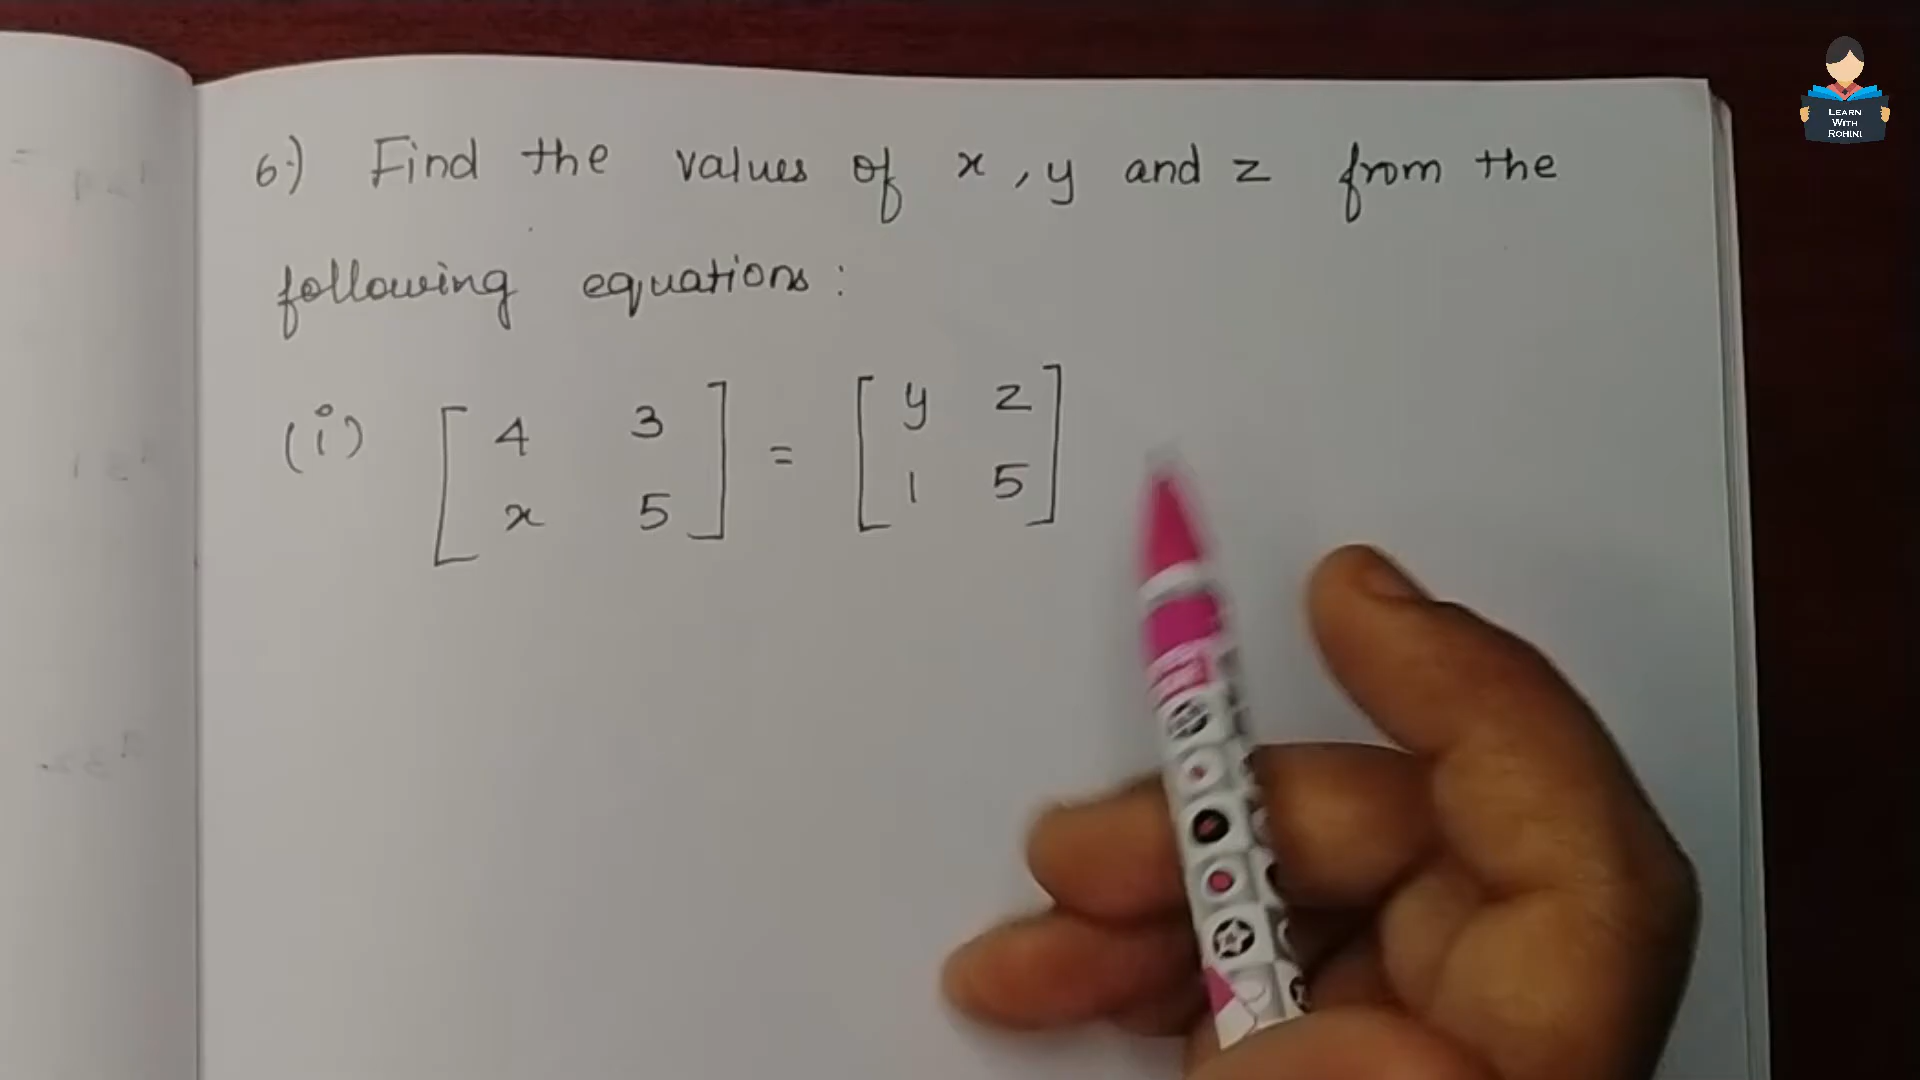 LEARN
WITH
ROHINI
6.) Find the values of x, y and z from the
following equations:
(i) [ 4 3 ] = [ y z ]
[ x 5 ] [ 1 5 ]